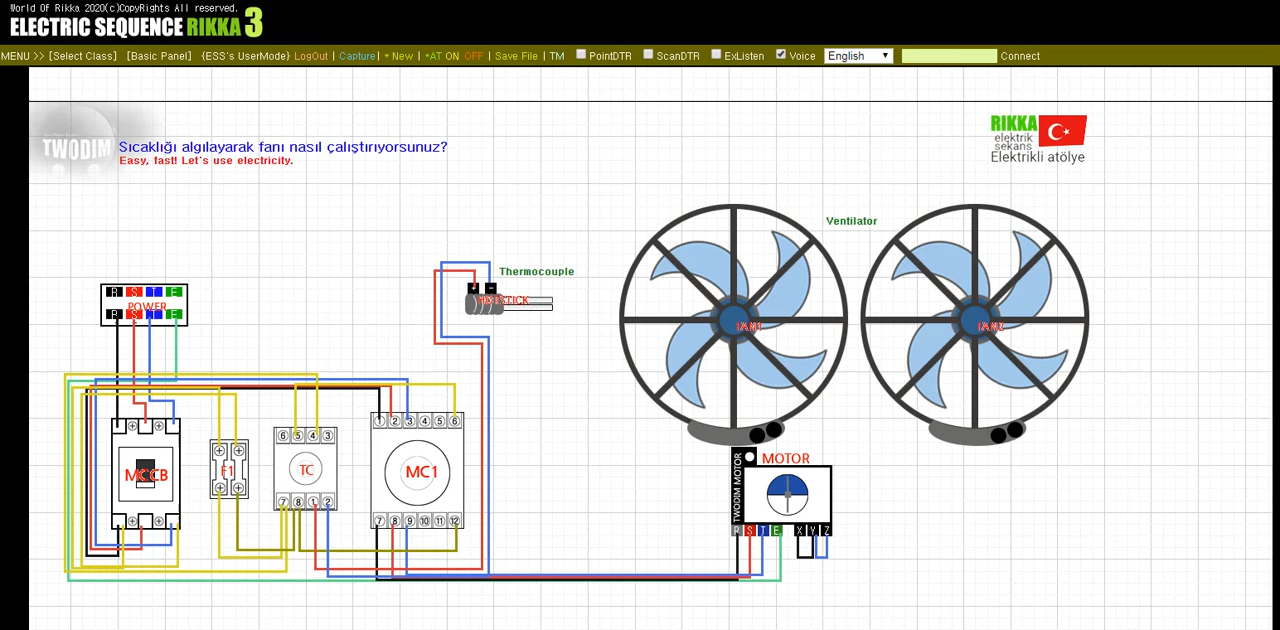 World Of Rikka 2020(c)CopyRights All reserved.
ELECTRIC SEQUENCE RIKKA 3
MENU >> [Select Class] [Basic Panel] {ESS's UserMode} LogOut | Capture | * New | *AT ON OFF | Save File | TM PointDTR ScanDTR ExListen Voice English Connect
TWODIM
Sıcaklığı algılayarak fanı nasıl çalıştırıyorsunuz?
Easy, fast! Let's use electricity.
RIKKA
elektrik
sekans
Elektrikli atölye
Ventilator
Thermocouple
HOTSTICK
R S T E
POWER
R S T E
FAN1
FAN2
① ② ③ ④ ⑤ ⑥
⑥ ⑤ ④ ③
MCCB
F1
TC
MC1
⑦ ⑧ ① ②
⑦ ⑧ ⑨ ⑩ ⑪ ⑫
MOTOR
TWODIM MOTOR
R S T E X Y Z